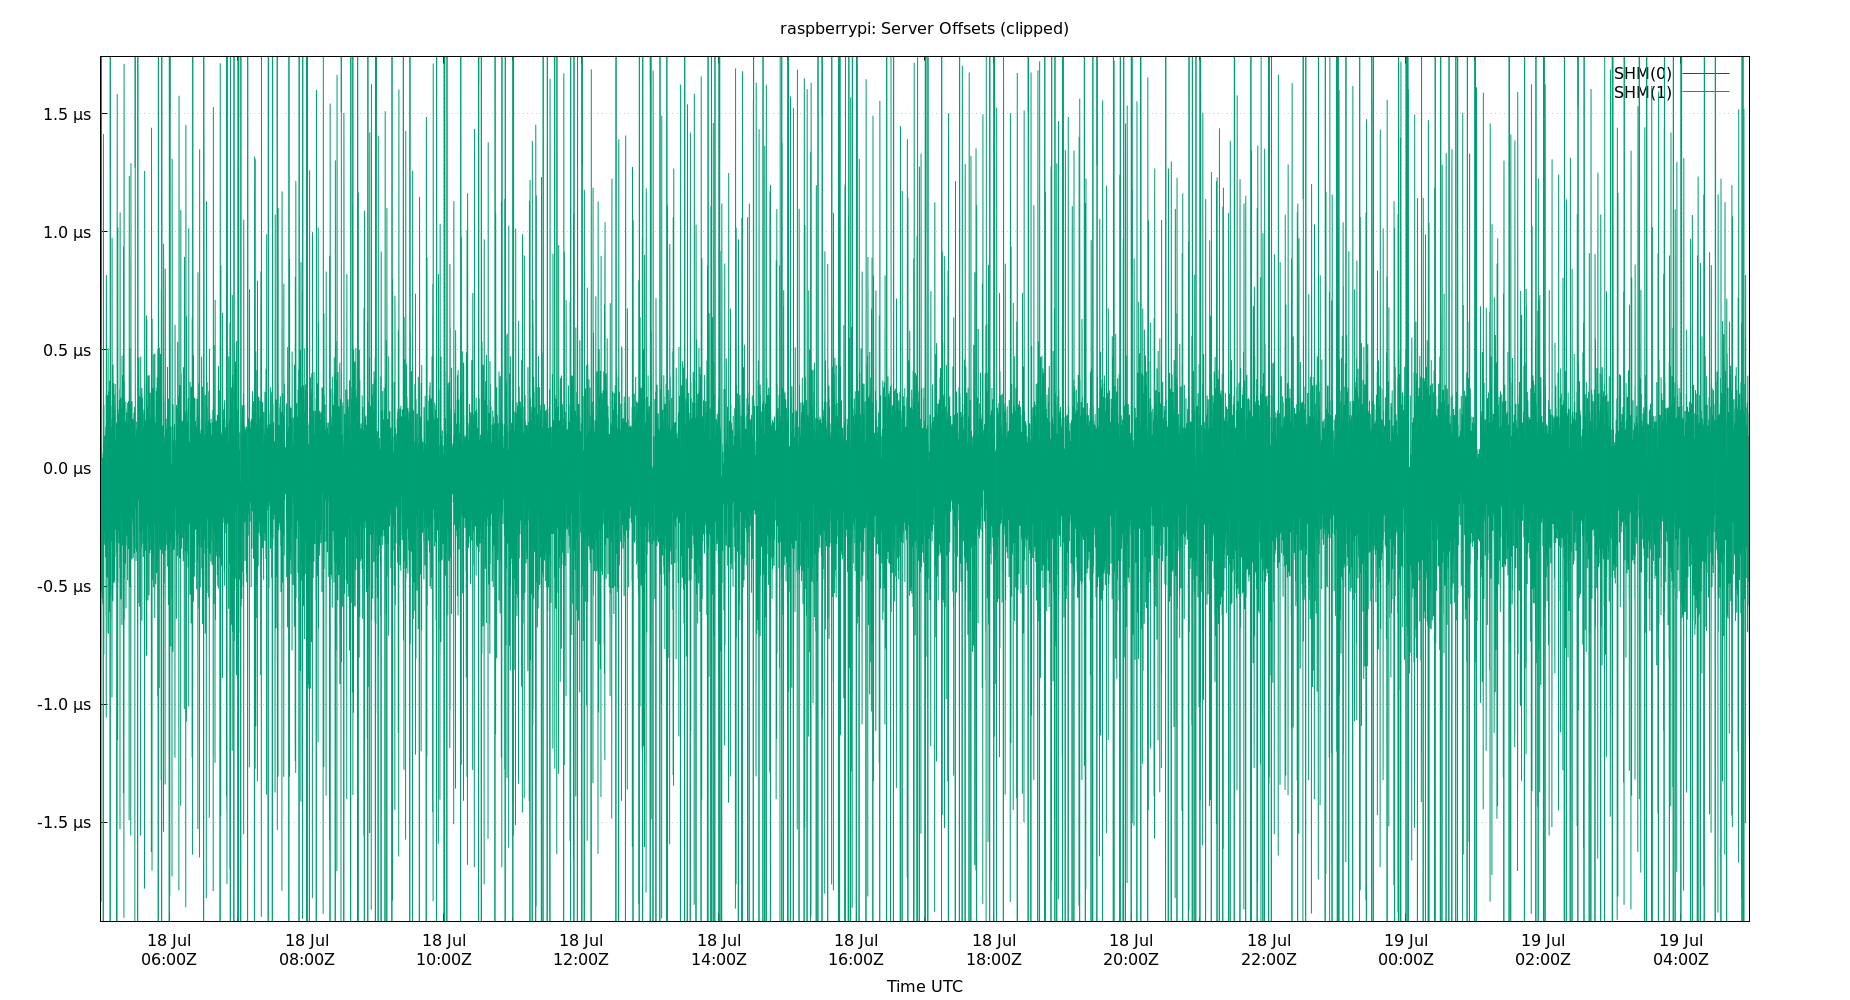 raspberrypi: Server Offsets (clipped)
SHM(0)
SHM(1)
1.5 µs
1.0 µs
0.5 µs
0.0 µs
-0.5 µs
-1.0 µs
-1.5 µs
18 Jul 18 Jul 18 Jul 18 Jul 18 Jul 18 Jul 18 Jul 18 Jul 18 Jul 19 Jul 19 Jul 19 Jul
06:00Z 08:00Z 10:00Z 12:00Z 14:00Z 16:00Z 18:00Z 20:00Z 22:00Z 00:00Z 02:00Z 04:00Z
Time UTC